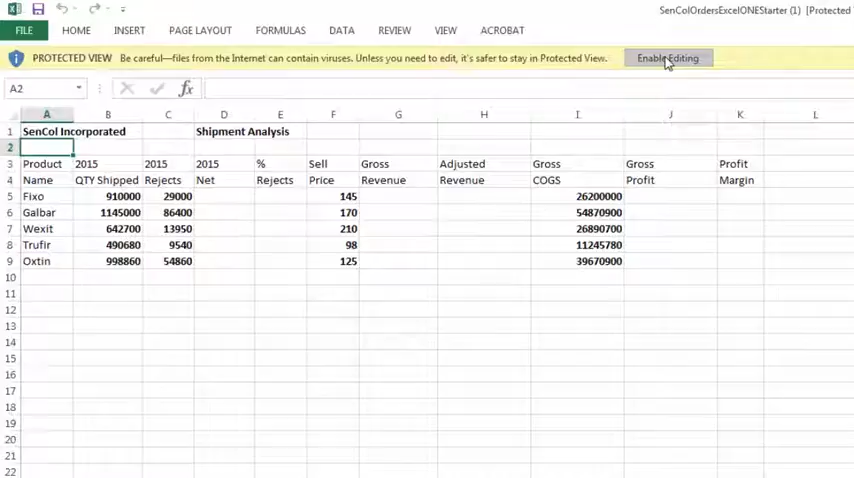 SenColOrdersExcelONEStarter (1) [Protected
FILE HOME INSERT PAGE LAYOUT FORMULAS DATA REVIEW VIEW ACROBAT
PROTECTED VIEW Be careful—files from the Internet can contain viruses. Unless you need to edit, it's safer to stay in Protected View. Enable Editing
A2 fx
A B C D E F G H I J K L
1 SenCol Incorporated Shipment Analysis
2
3 Product 2015 2015 2015 % Sell Gross Adjusted Gross Gross Profit
4 Name QTY Shipped Rejects Net Rejects Price Revenue Revenue COGS Profit Margin
5 Fixo 910000 29000 145 26200000
6 Galbar 1145000 86400 170 54870900
7 Wexit 642700 13950 210 26890700
8 Trufir 490680 9540 98 11245780
9 Oxtin 998860 54860 125 39670900
10
11
12
13
14
15
16
17
18
19
20
21
22